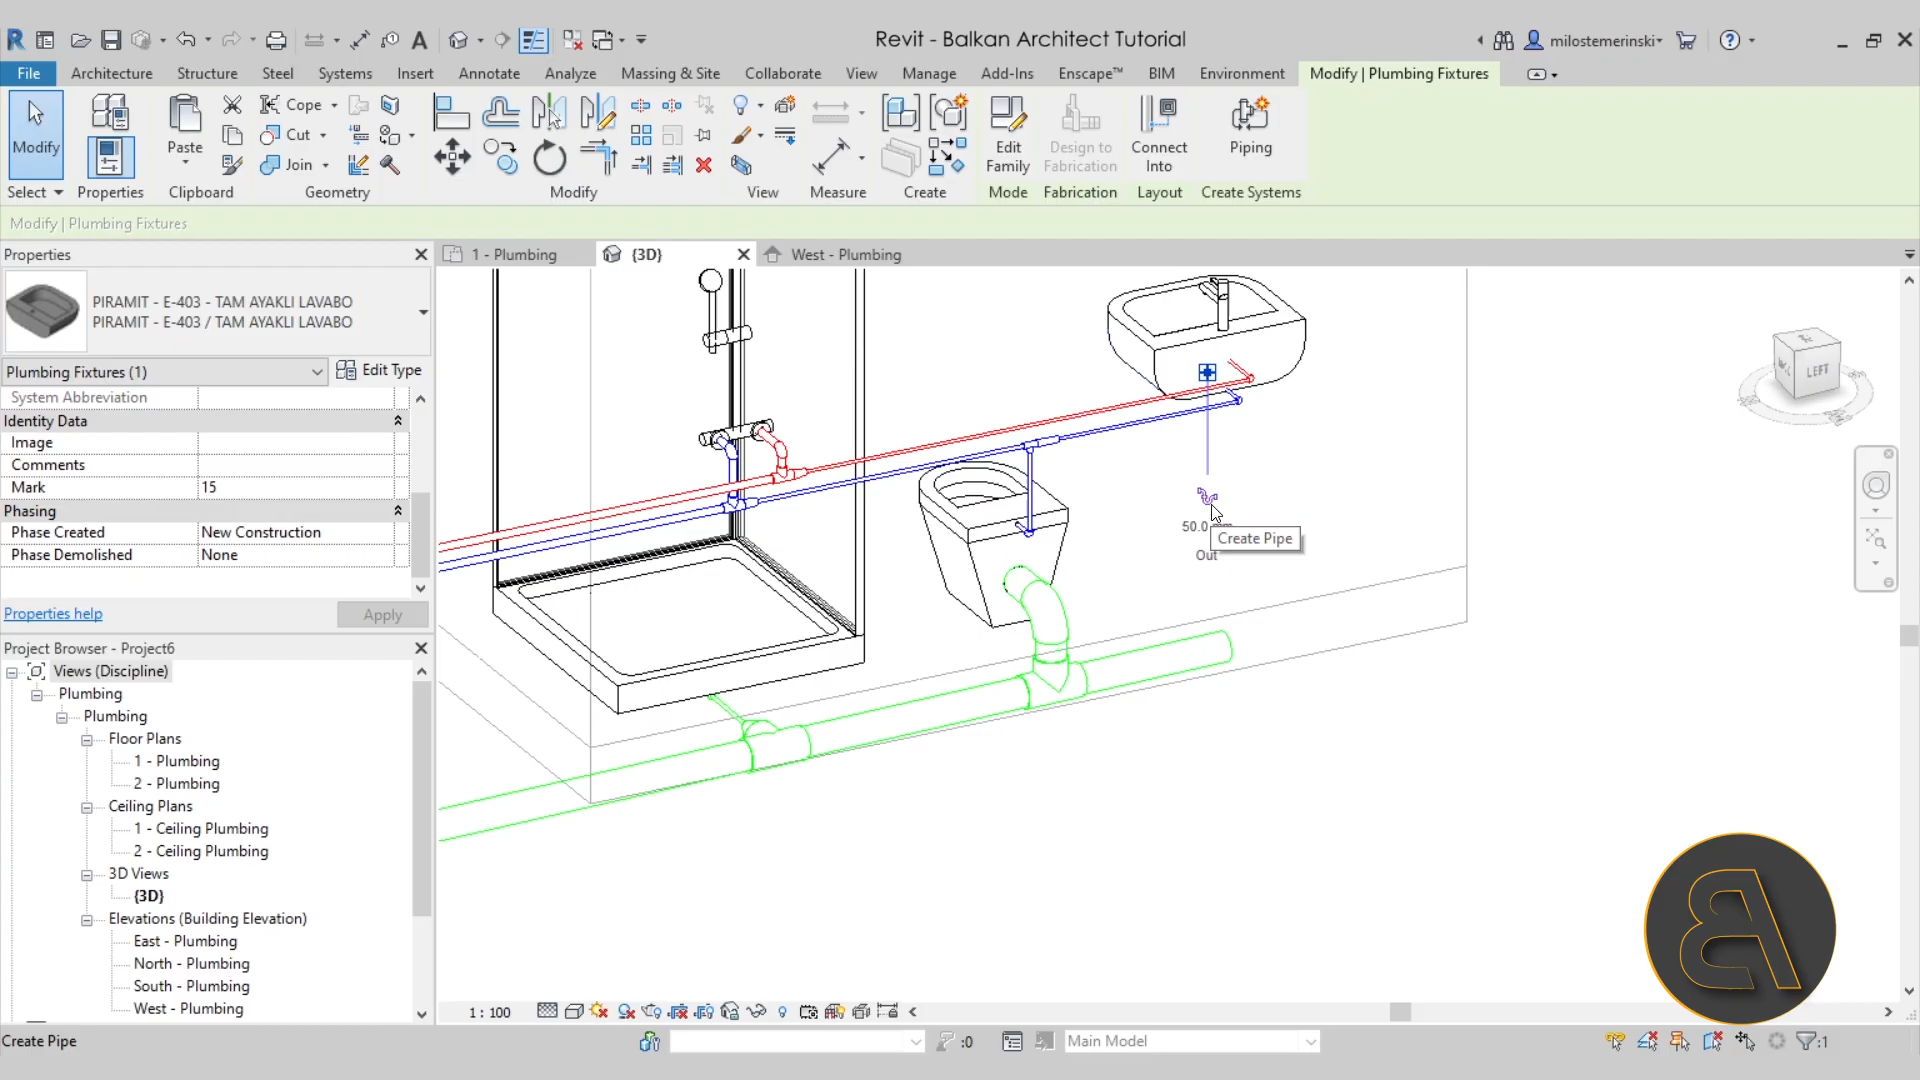 Revit - Balkan Architect Tutorial
milostemerinski
File
Architecture
Structure
Steel
Systems
Insert
Annotate
Analyze
Massing & Site
Collaborate
View
Manage
Add-Ins
Enscape™
BIM
Environment
Modify | Plumbing Fixtures
Modify
Paste
Cope
Cut
Join
Edit
Family
Design to
Fabrication
Connect
Into
Piping
Select
Properties
Clipboard
Geometry
Modify
View
Measure
Create
Mode
Fabrication
Layout
Create Systems
Modify | Plumbing Fixtures
Properties
1 - Plumbing
{3D}
West - Plumbing
PIRAMIT - E-403 - TAM AYAKLI LAVABO
PIRAMIT - E-403 / TAM AYAKLI LAVABO
Plumbing Fixtures (1)
Edit Type
System Abbreviation
Identity Data
Image
Comments
Mark 15
Phasing
Phase Created New Construction
Phase Demolished None
Properties help
Apply
Project Browser - Project6
Views (Discipline)
Plumbing
Plumbing
Floor Plans
1 - Plumbing
2 - Plumbing
Ceiling Plans
1 - Ceiling Plumbing
2 - Ceiling Plumbing
3D Views
{3D}
Elevations (Building Elevation)
East - Plumbing
North - Plumbing
South - Plumbing
West - Plumbing
LEFT
50.0
Create Pipe
Out
1 : 100
Create Pipe
:0
Main Model
:1